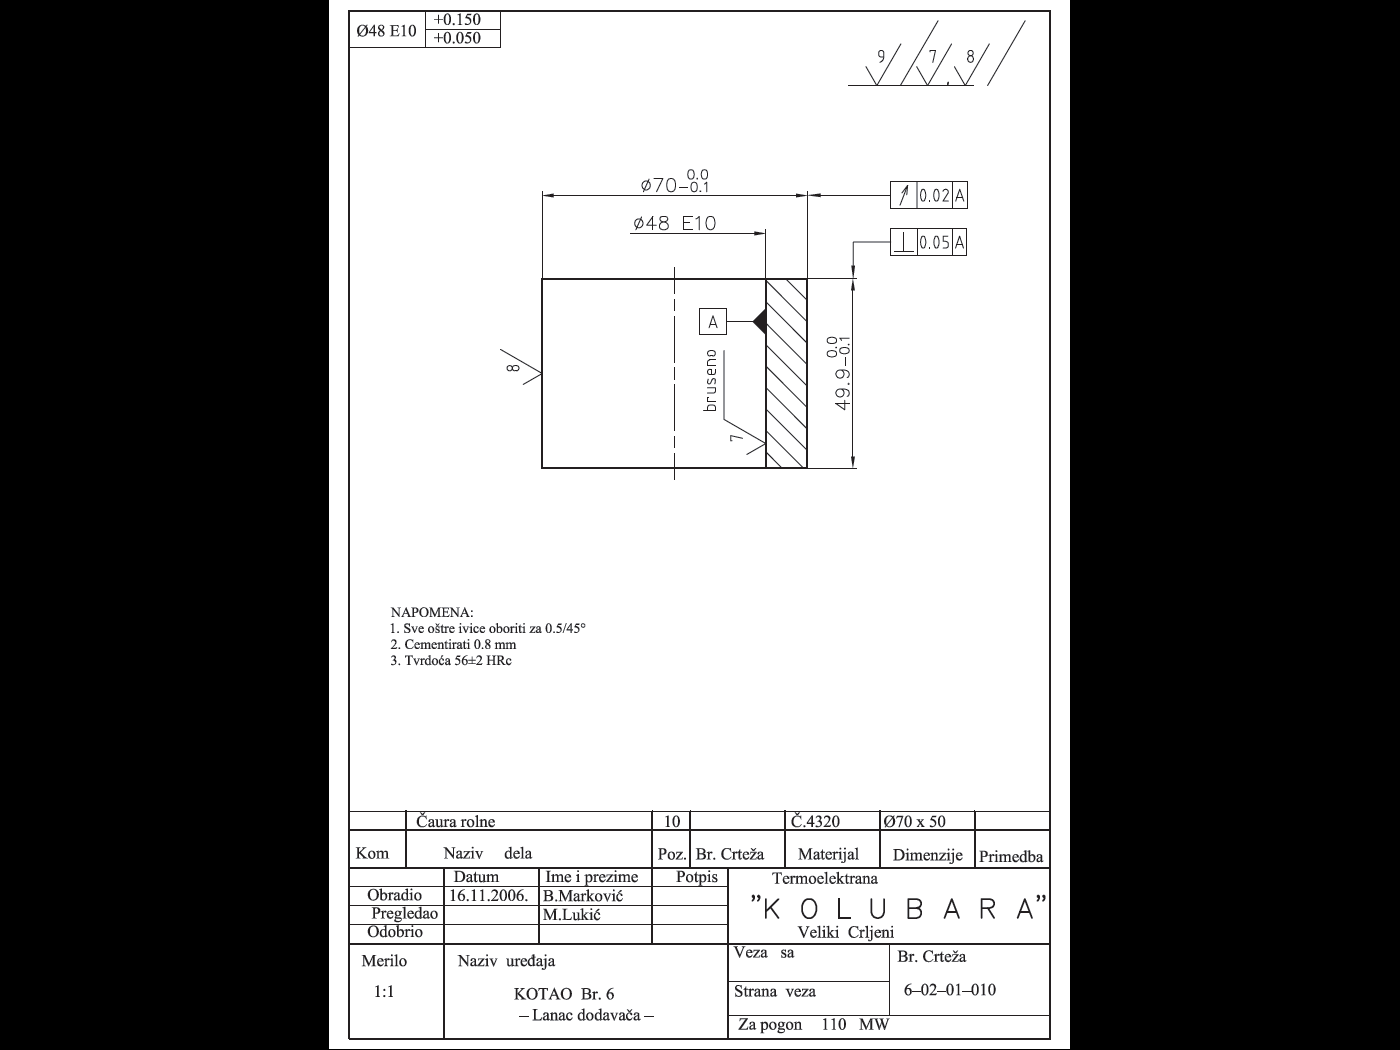 Ø48 E10
+0.150
+0.050
9 7 , 8
ø70 0.0
-0.1
0.02 A
ø48 E10
0.05 A
A
49.9 0.0
-0.1
bruseno
8
7
NAPOMENA:
1. Sve oštre ivice oboriti za 0.5/45°
2. Cementirati 0.8 mm
3. Tvrdoća 56±2 HRc
Čaura rolne 10 Č.4320 Ø70 x 50
Kom Naziv dela Poz. Br. Crteža Materijal Dimenzije Primedba
Datum Ime i prezime Potpis
Obradio 16.11.2006. B.Marković
Pregledao M.Lukić
Odobrio
Termoelektrana
"K O L U B A R A"
Veliki Crljeni
Merilo
1:1
Naziv uređaja
KOTAO Br. 6
– Lanac dodavača –
Veza sa
Strana veza
Br. Crteža
6–02–01–010
Za pogon 110 MW